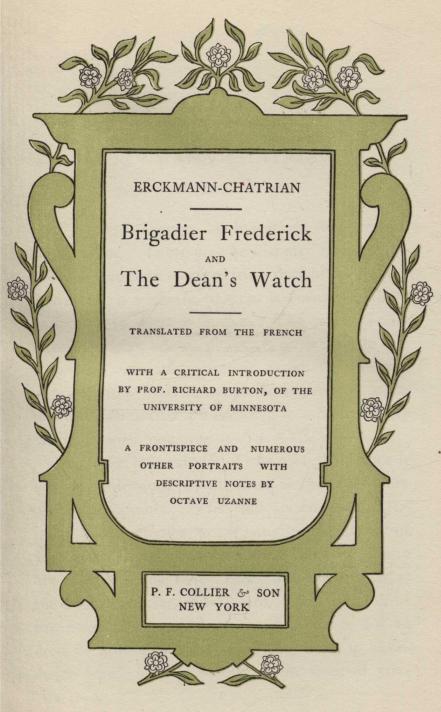 ERCKMANN-CHATRIAN
Brigadier Frederick
AND
The Dean's Watch
TRANSLATED FROM THE FRENCH
WITH A CRITICAL INTRODUCTION
BY PROF. RICHARD BURTON, OF THE
UNIVERSITY OF MINNESOTA
A FRONTISPIECE AND NUMEROUS
OTHER PORTRAITS WITH
DESCRIPTIVE NOTES BY
OCTAVE UZANNE
P. F. COLLIER & SON
NEW YORK